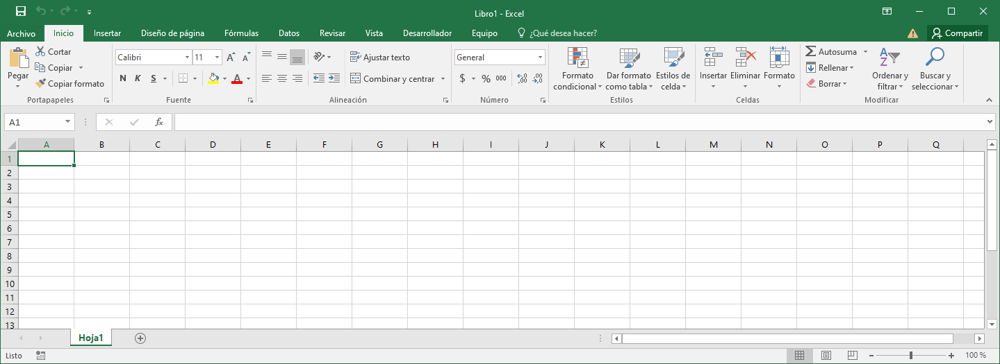 Libro1 - Excel
Archivo Inicio Insertar Diseño de página Fórmulas Datos Revisar Vista Desarrollador Equipo ¿Qué desea hacer? Compartir
Pegar
Cortar
Copiar
Copiar formato
Portapapeles
Calibri 11
N K S
Fuente
Ajustar texto
Combinar y centrar
Alineación
General
$ % 000
Número
Formato
condicional
Dar formato
como tabla
Estilos de
celda
Estilos
Insertar Eliminar Formato
Celdas
Autosuma
Rellenar
Borrar
Ordenar y
filtrar
Buscar y
seleccionar
Modificar
A1 fx
A B C D E F G H I J K L M N O P Q
1
2
3
4
5
6
7
8
9
10
11
12
13
Hoja1
Listo 100 %